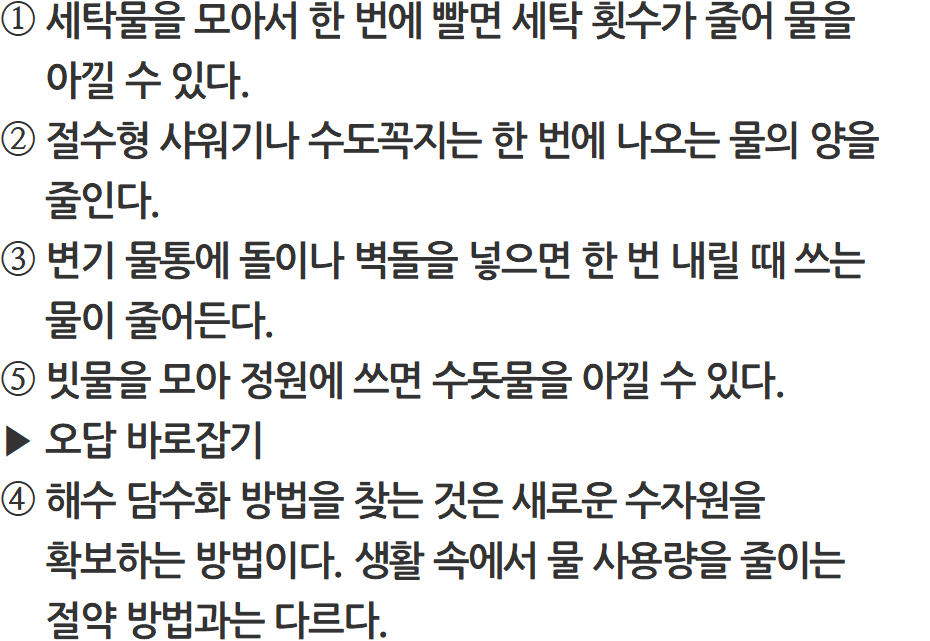 ① 세탁물을 모아서 한 번에 빨면 세탁 횟수가 줄어 물을
아낄 수 있다.
② 절수형 샤워기나 수도꼭지는 한 번에 나오는 물의 양을
줄인다.
③ 변기 물통에 돌이나 벽돌을 넣으면 한 번 내릴 때 쓰는
물이 줄어든다.
⑤ 빗물을 모아 정원에 쓰면 수돗물을 아낄 수 있다.
▶ 오답 바로잡기
④ 해수 담수화 방법을 찾는 것은 새로운 수자원을
확보하는 방법이다. 생활 속에서 물 사용량을 줄이는
절약 방법과는 다르다.